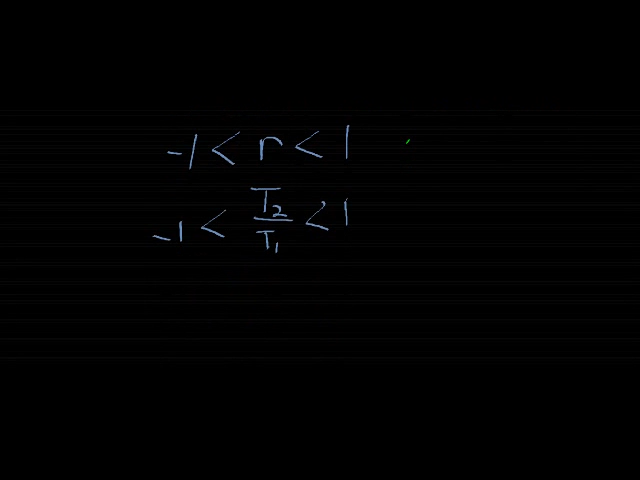 -1 < r < 1
-1 < T₂/T₁ < 1